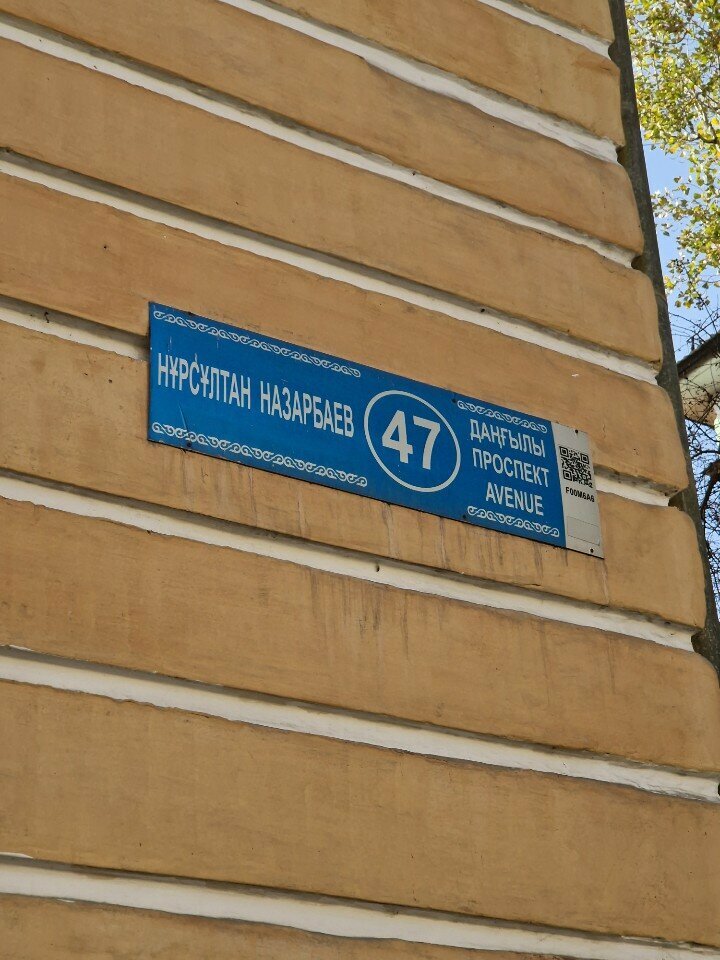 НҰРСҰЛТАН НАЗАРБАЕВ
47
ДАҢҒЫЛЫ
ПРОСПЕКТ
AVENUE
F00M6A6